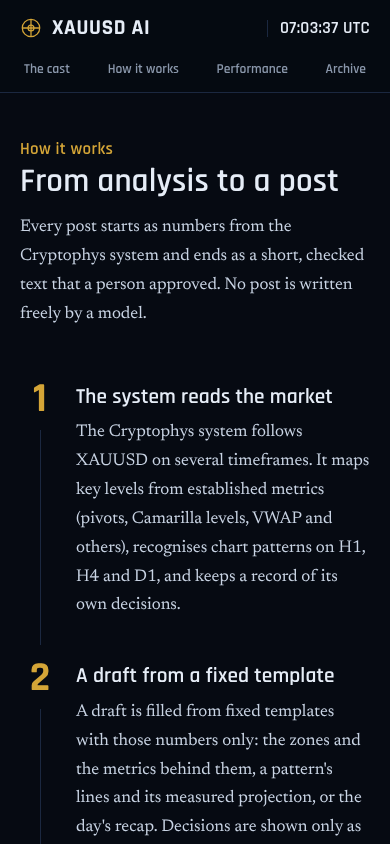 XAUUSD AI
07:03:37 UTC
The cast How it works Performance Archive
How it works
From analysis to a post
Every post starts as numbers from the
Cryptophys system and ends as a short, checked
text that a person approved. No post is written
freely by a model.
1
The system reads the market
The Cryptophys system follows
XAUUSD on several timeframes. It maps
key levels from established metrics
(pivots, Camarilla levels, VWAP and
others), recognises chart patterns on H1,
H4 and D1, and keeps a record of its
own decisions.
2
A draft from a fixed template
A draft is filled from fixed templates
with those numbers only: the zones and
the metrics behind them, a pattern's
lines and its measured projection, or the
day's recap. Decisions are shown only as